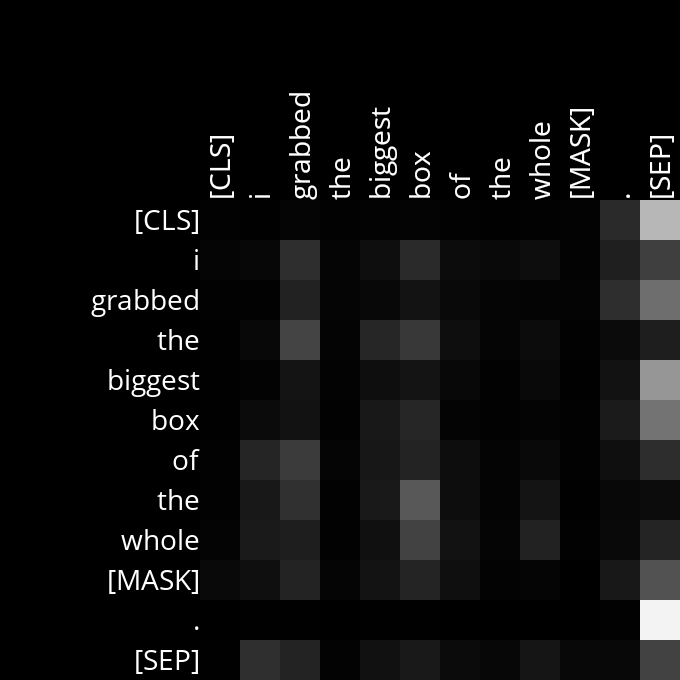 [CLS] i grabbed the biggest box of the whole [MASK] . [SEP]
[CLS]
i
grabbed
the
biggest
box
of
the
whole
[MASK]
.
[SEP]